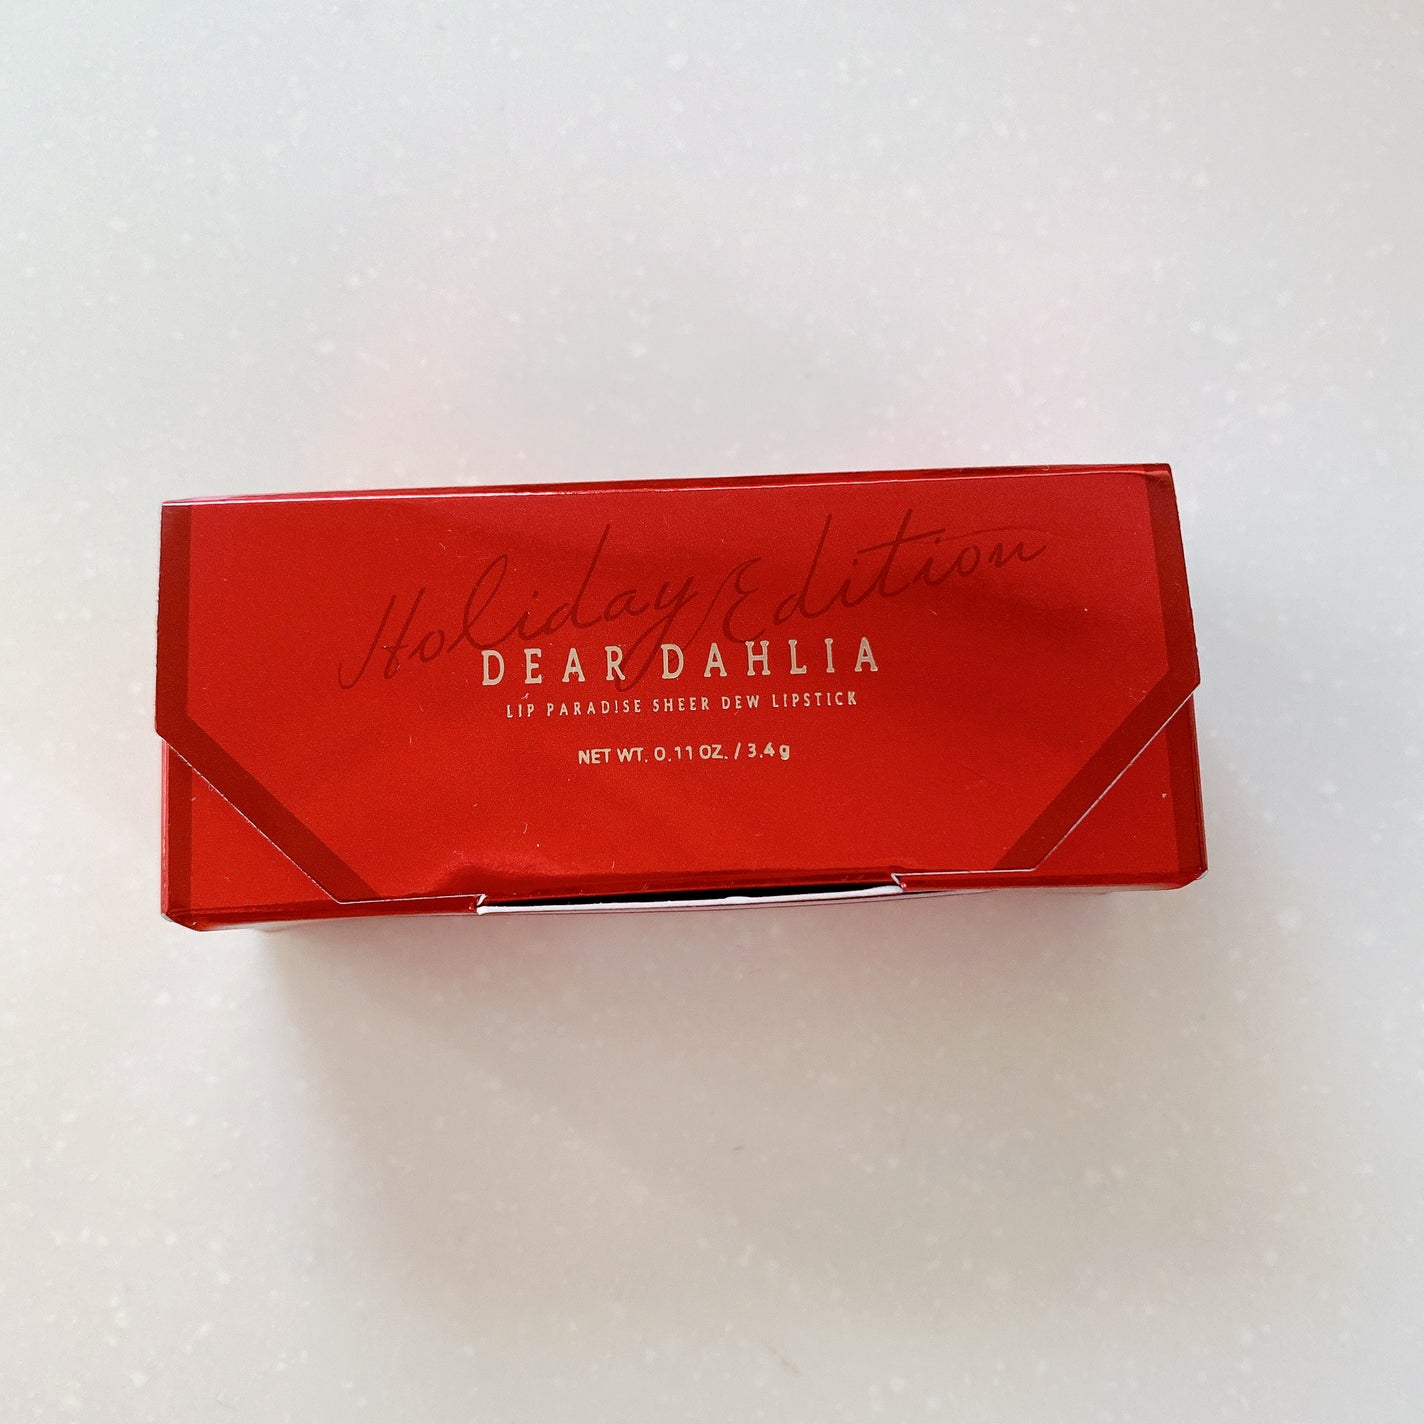 Holiday Edition
DEAR DAHLIA
LIP PARADISE SHEER DEW LIPSTICK
NET WT. 0.11 OZ. / 3.4 g